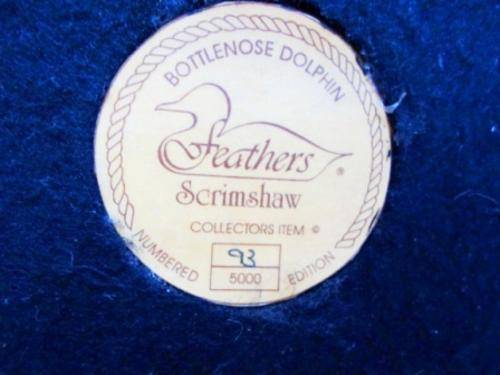 BOTTLENOSE DOLPHIN
Feathers ®
Scrimshaw
COLLECTORS ITEM ©
NUMBERED EDITION
93
5000